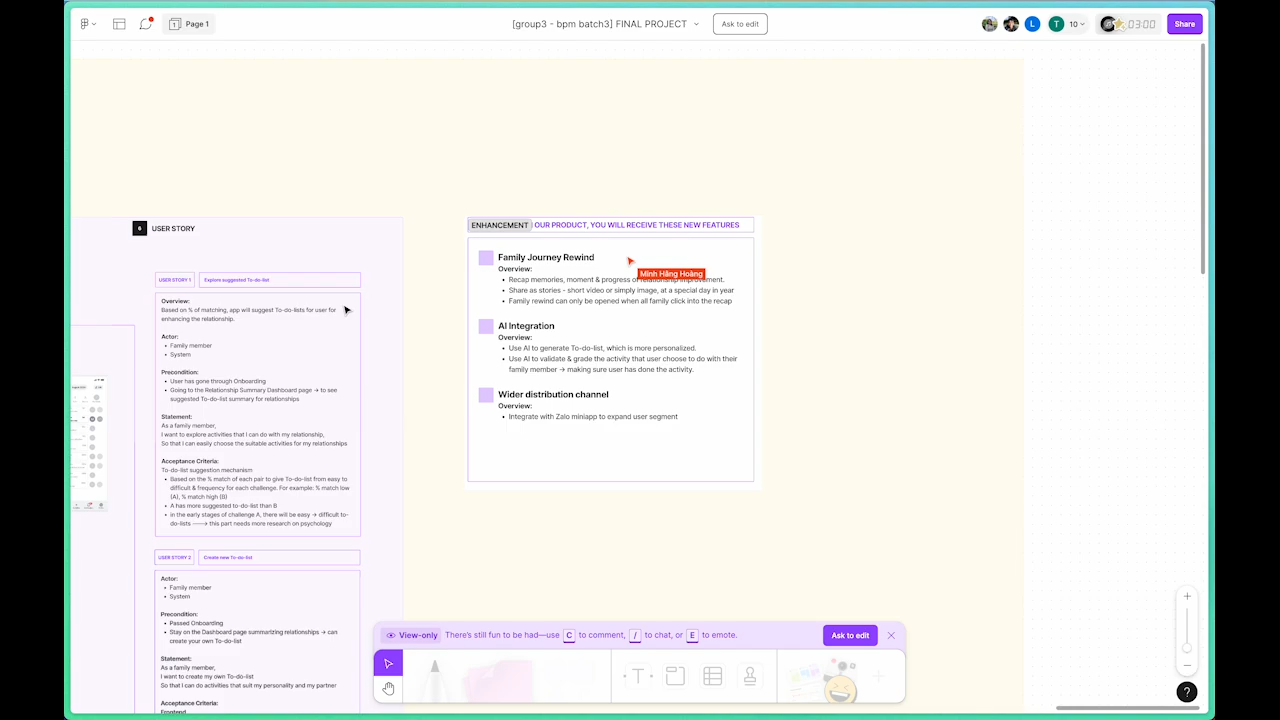 Page 1
[group3 - bpm batch3] FINAL PROJECT
Ask to edit
L
T
10
03:00
Share
6
USER STORY
USER STORY 1
Explore suggested To-do-list
Overview:
Based on % of matching, app will suggest To-do-lists for user for
enhancing the relationship.
Actor:
• Family member
• System
Precondition:
• User has gone through Onboarding
• Going to the Relationship Summary Dashboard page → to see
suggested To-do-list summary for relationships
Statement:
As a family member,
I want to explore activities that I can do with my relationship,
So that I can easily choose the suitable activities for my relationships
Acceptance Criteria:
To-do-list suggestion mechanism
• Based on the % match of each pair to give To-do-list from easy to
difficult & frequency for each challenge. For example: % match low
(A), % match high (B)
• A has more suggested to-do-list than B
• in the early stages of challenge A, there will be easy → difficult to-
do-lists ——→ this part needs more research on psychology
USER STORY 2
Create new To-do-list
Actor:
• Family member
• System
Precondition:
• Passed Onboarding
• Stay on the Dashboard page summarizing relationships → can
create your own To-do-list
Statement:
As a family member,
I want to create my own To-do-list
So that I can do activities that suit my personality and my partner
Acceptance Criteria:
Frontend
ENHANCEMENT
OUR PRODUCT, YOU WILL RECEIVE THESE NEW FEATURES
Family Journey Rewind
Overview:
• Recap memories, moment & progress of relationship improvement.
• Share as stories - short video or simply image, at a special day in year
• Family rewind can only be opened when all family click into the recap
Minh Hằng Hoàng
AI Integration
Overview:
• Use AI to generate To-do-list, which is more personalized.
• Use AI to validate & grade the activity that user choose to do with their
family member → making sure user has done the activity.
Wider distribution channel
Overview:
• Integrate with Zalo miniapp to expand user segment
View-only
There's still fun to be had—use C to comment, / to chat, or E to emote.
Ask to edit
T
?